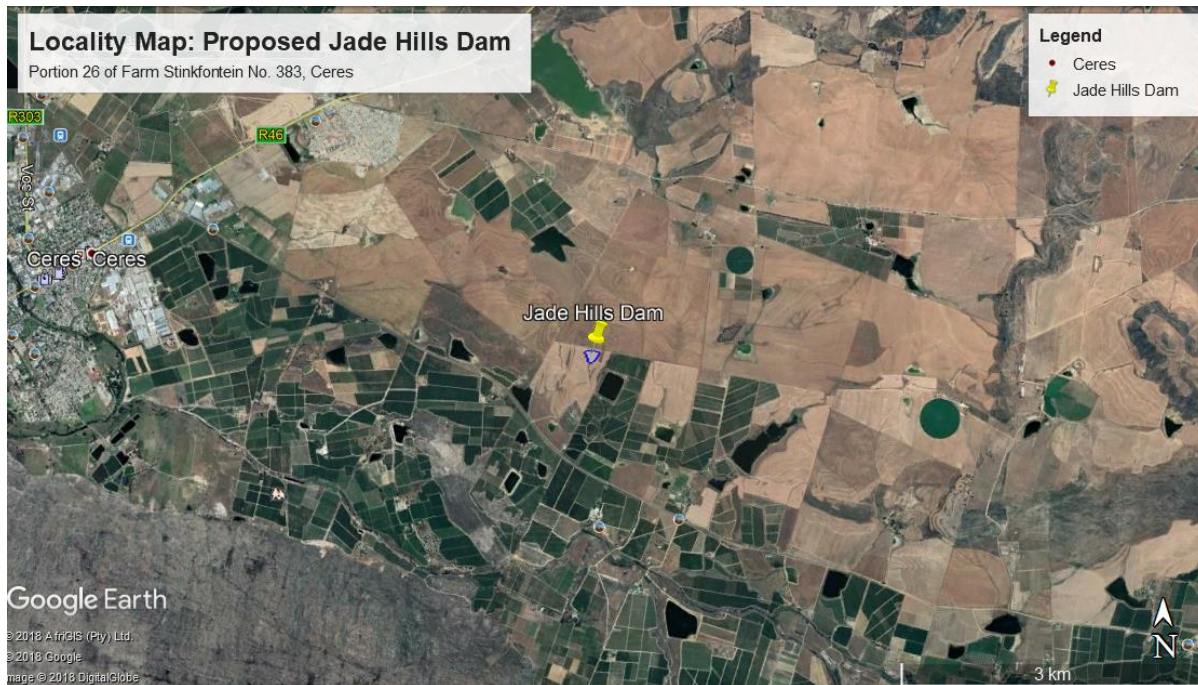 Locality Map: Proposed Jade Hills Dam
Portion 26 of Farm Stinkfontein No. 383, Ceres
Legend
Ceres
Jade Hills Dam
R303
R46
Vos St
Ceres Ceres
Jade Hills Dam
Google Earth
© 2018 AfriGIS (Pty) Ltd.
© 2018 Google
Image © 2018 DigitalGlobe
N
3 km